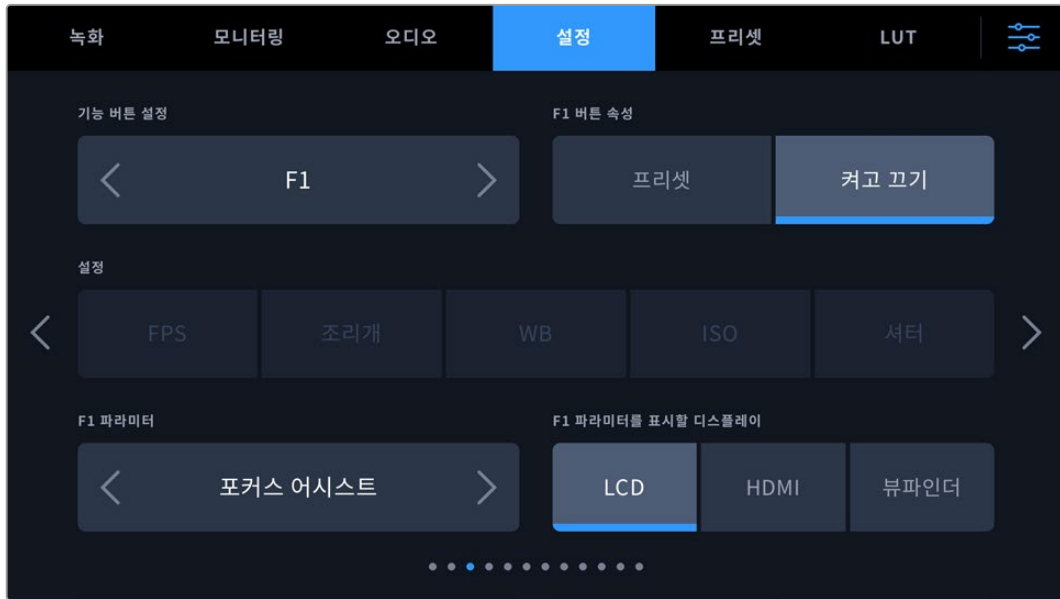 녹화 모니터링 오디오 설정 프리셋 LUT
기능 버튼 설정 F1 버튼 속성
F1 프리셋 켜고 끄기
설정
FPS 조리개 WB ISO 셔터
F1 파라미터 F1 파라미터를 표시할 디스플레이
포커스 어시스트 LCD HDMI 뷰파인더